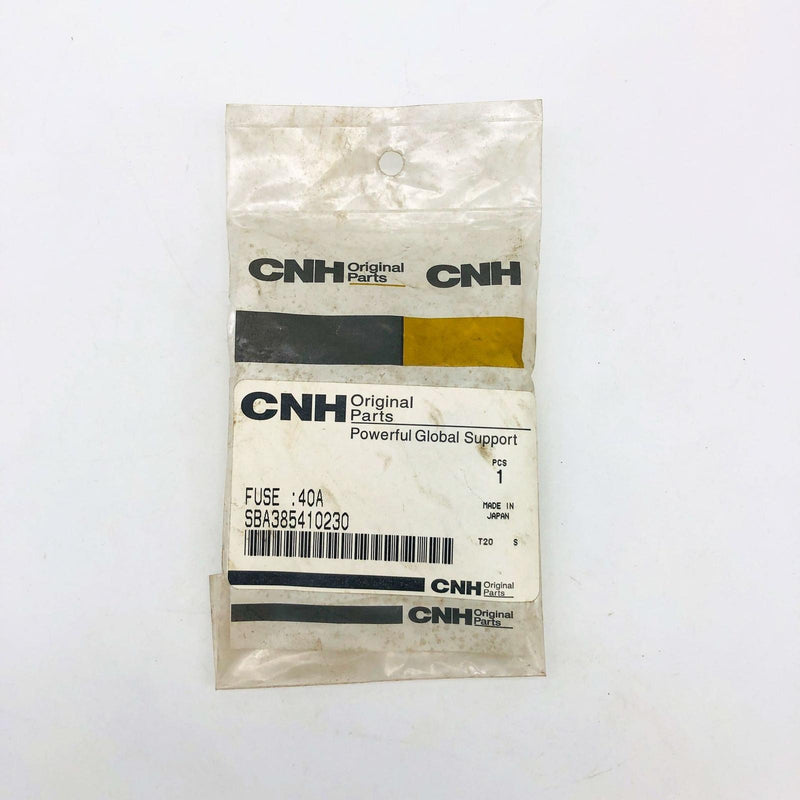 CNH Original Parts CNH
CNH Original Parts
Powerful Global Support
PCS
1
FUSE :40A
SBA385410230
MADE IN
JAPAN
T20 S
CNH Original Parts
CNH Original Parts